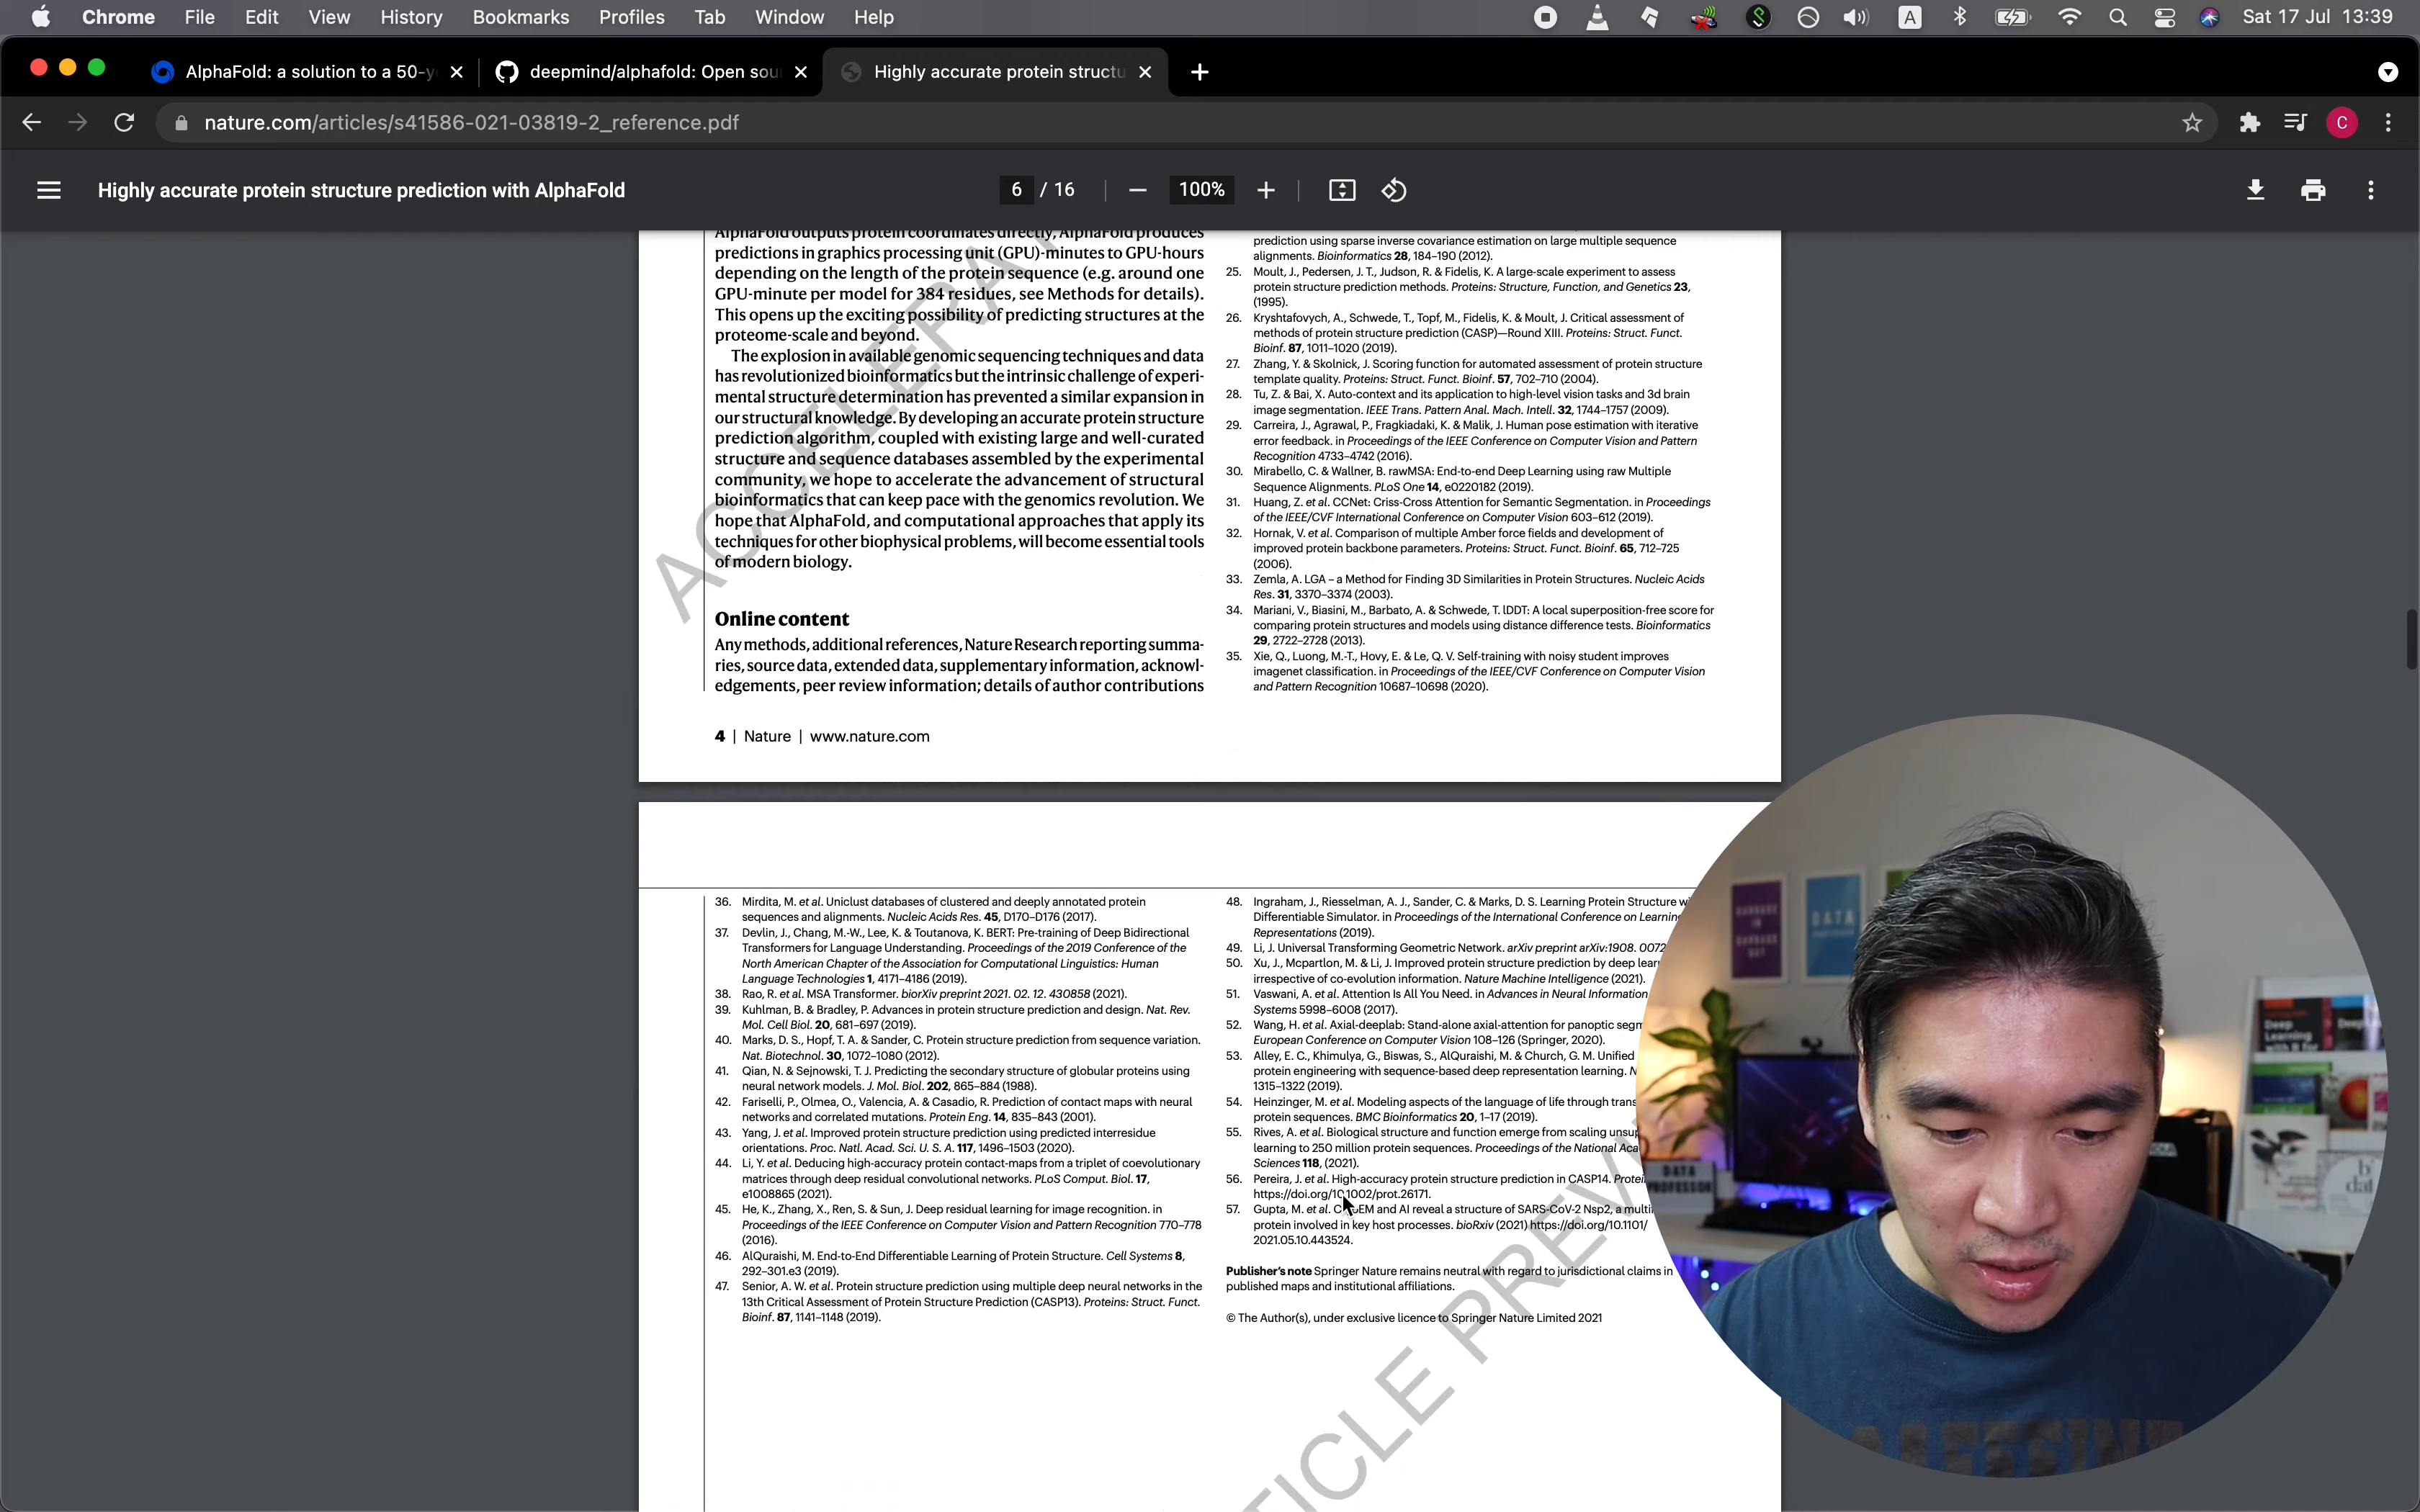 Chrome File Edit View History Bookmarks Profiles Tab Window Help
A
Sat 17 Jul 13:39
AlphaFold: a solution to a 50-y
deepmind/alphafold: Open sou
Highly accurate protein structu
nature.com/articles/s41586-021-03819-2_reference.pdf
C
Highly accurate protein structure prediction with AlphaFold
6 / 16
100%
AlphaFold outputs protein coordinates directly, AlphaFold produces
predictions in graphics processing unit (GPU)-minutes to GPU-hours
depending on the length of the protein sequence (e.g. around one
GPU-minute per model for 384 residues, see Methods for details).
This opens up the exciting possibility of predicting structures at the
proteome-scale and beyond.
The explosion in available genomic sequencing techniques and data
has revolutionized bioinformatics but the intrinsic challenge of experi-
mental structure determination has prevented a similar expansion in
our structural knowledge. By developing an accurate protein structure
prediction algorithm, coupled with existing large and well-curated
structure and sequence databases assembled by the experimental
community, we hope to accelerate the advancement of structural
bioinformatics that can keep pace with the genomics revolution. We
hope that AlphaFold, and computational approaches that apply its
techniques for other biophysical problems, will become essential tools
of modern biology.
Online content
Any methods, additional references, Nature Research reporting summa-
ries, source data, extended data, supplementary information, acknowl-
edgements, peer review information; details of author contributions
ACCELERAT
prediction using sparse inverse covariance estimation on large multiple sequence
alignments. Bioinformatics 28, 184–190 (2012).
25. Moult, J., Pedersen, J. T., Judson, R. & Fidelis, K. A large-scale experiment to assess
protein structure prediction methods. Proteins: Structure, Function, and Genetics 23,
(1995).
26. Kryshtafovych, A., Schwede, T., Topf, M., Fidelis, K. & Moult, J. Critical assessment of
methods of protein structure prediction (CASP)—Round XIII. Proteins: Struct. Funct.
Bioinf. 87, 1011–1020 (2019).
27. Zhang, Y. & Skolnick, J. Scoring function for automated assessment of protein structure
template quality. Proteins: Struct. Funct. Bioinf. 57, 702–710 (2004).
28. Tu, Z. & Bai, X. Auto-context and its application to high-level vision tasks and 3d brain
image segmentation. IEEE Trans. Pattern Anal. Mach. Intell. 32, 1744–1757 (2009).
29. Carreira, J., Agrawal, P., Fragkiadaki, K. & Malik, J. Human pose estimation with iterative
error feedback. in Proceedings of the IEEE Conference on Computer Vision and Pattern
Recognition 4733–4742 (2016).
30. Mirabello, C. & Wallner, B. rawMSA: End-to-end Deep Learning using raw Multiple
Sequence Alignments. PLoS One 14, e0220182 (2019).
31. Huang, Z. et al. CCNet: Criss-Cross Attention for Semantic Segmentation. in Proceedings
of the IEEE/CVF International Conference on Computer Vision 603–612 (2019).
32. Hornak, V. et al. Comparison of multiple Amber force fields and development of
improved protein backbone parameters. Proteins: Struct. Funct. Bioinf. 65, 712–725
(2006).
33. Zemla, A. LGA – a Method for Finding 3D Similarities in Protein Structures. Nucleic Acids
Res. 31, 3370–3374 (2003).
34. Mariani, V., Biasini, M., Barbato, A. & Schwede, T. lDDT: A local superposition-free score for
comparing protein structures and models using distance difference tests. Bioinformatics
29, 2722–2728 (2013).
35. Xie, Q., Luong, M.-T., Hovy, E. & Le, Q. V. Self-training with noisy student improves
imagenet classification. in Proceedings of the IEEE/CVF Conference on Computer Vision
and Pattern Recognition 10687–10698 (2020).
4 | Nature | www.nature.com
36. Mirdita, M. et al. Uniclust databases of clustered and deeply annotated protein
sequences and alignments. Nucleic Acids Res. 45, D170–D176 (2017).
37. Devlin, J., Chang, M.-W., Lee, K. & Toutanova, K. BERT: Pre-training of Deep Bidirectional
Transformers for Language Understanding. Proceedings of the 2019 Conference of the
North American Chapter of the Association for Computational Linguistics: Human
Language Technologies 1, 4171–4186 (2019).
38. Rao, R. et al. MSA Transformer. biorXiv preprint 2021. 02. 12. 430858 (2021).
39. Kuhlman, B. & Bradley, P. Advances in protein structure prediction and design. Nat. Rev.
Mol. Cell Biol. 20, 681–697 (2019).
40. Marks, D. S., Hopf, T. A. & Sander, C. Protein structure prediction from sequence variation.
Nat. Biotechnol. 30, 1072–1080 (2012).
41. Qian, N. & Sejnowski, T. J. Predicting the secondary structure of globular proteins using
neural network models. J. Mol. Biol. 202, 865–884 (1988).
42. Fariselli, P., Olmea, O., Valencia, A. & Casadio, R. Prediction of contact maps with neural
networks and correlated mutations. Protein Eng. 14, 835–843 (2001).
43. Yang, J. et al. Improved protein structure prediction using predicted interresidue
orientations. Proc. Natl. Acad. Sci. U. S. A. 117, 1496–1503 (2020).
44. Li, Y. et al. Deducing high-accuracy protein contact-maps from a triplet of coevolutionary
matrices through deep residual convolutional networks. PLoS Comput. Biol. 17,
e1008865 (2021).
45. He, K., Zhang, X., Ren, S. & Sun, J. Deep residual learning for image recognition. in
Proceedings of the IEEE Conference on Computer Vision and Pattern Recognition 770–778
(2016).
46. AlQuraishi, M. End-to-End Differentiable Learning of Protein Structure. Cell Systems 8,
292–301.e3 (2019).
47. Senior, A. W. et al. Protein structure prediction using multiple deep neural networks in the
13th Critical Assessment of Protein Structure Prediction (CASP13). Proteins: Struct. Funct.
Bioinf. 87, 1141–1148 (2019).
48. Ingraham, J., Riesselman, A. J., Sander, C. & Marks, D. S. Learning Protein Structure wi
Differentiable Simulator. in Proceedings of the International Conference on Learning
Representations (2019).
49. Li, J. Universal Transforming Geometric Network. arXiv preprint arXiv:1908. 0072
50. Xu, J., Mcpartlon, M. & Li, J. Improved protein structure prediction by deep lear
irrespective of co-evolution information. Nature Machine Intelligence (2021).
51. Vaswani, A. et al. Attention Is All You Need. in Advances in Neural Information
Systems 5998–6008 (2017).
52. Wang, H. et al. Axial-deeplab: Stand-alone axial-attention for panoptic segm
European Conference on Computer Vision 108–126 (Springer, 2020).
53. Alley, E. C., Khimulya, G., Biswas, S., AlQuraishi, M. & Church, G. M. Unified
protein engineering with sequence-based deep representation learning. N
1315–1322 (2019).
54. Heinzinger, M. et al. Modeling aspects of the language of life through trans
protein sequences. BMC Bioinformatics 20, 1–17 (2019).
55. Rives, A. et al. Biological structure and function emerge from scaling unsup
learning to 250 million protein sequences. Proceedings of the National Aca
Sciences 118, (2021).
56. Pereira, J. et al. High-accuracy protein structure prediction in CASP14. Protei
https://doi.org/10.1002/prot.26171.
57. Gupta, M. et al. C EM and AI reveal a structure of SARS-CoV-2 Nsp2, a multi
protein involved in key host processes. bioRxiv (2021) https://doi.org/10.1101/
2021.05.10.443524.
Publisher's note Springer Nature remains neutral with regard to jurisdictional claims in
published maps and institutional affiliations.
© The Author(s), under exclusive licence to Springer Nature Limited 2021
TICLE PREVI
GARBAGE
IN
GARBAGE
OUT
DATA
DATA
PROFESSOR
Deep
Learning
with R
Deep